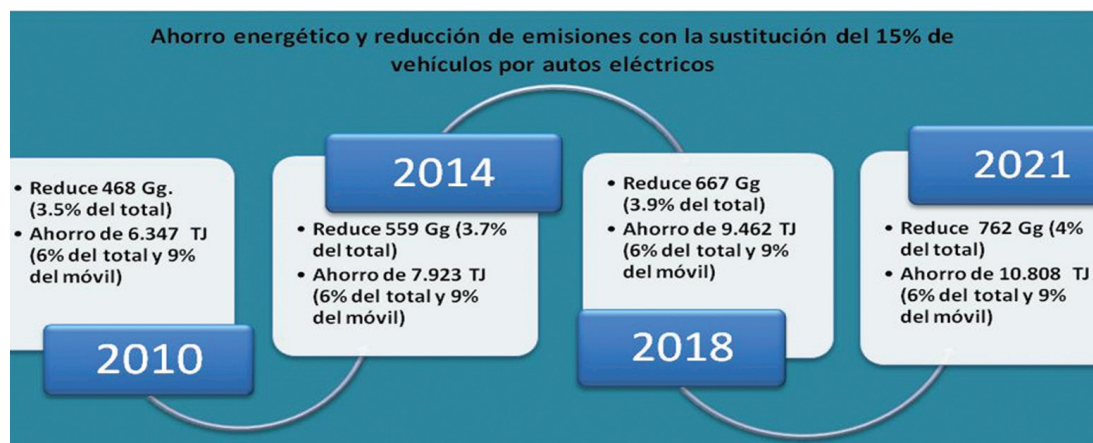 Ahorro energético y reducción de emisiones con la sustitución del 15% de
vehículos por autos eléctricos
• Reduce 468 Gg.
(3.5% del total)
• Ahorro de 6.347 TJ
(6% del total y 9%
del móvil)
2010
2014
• Reduce 559 Gg (3.7%
del total)
• Ahorro de 7.923 TJ
(6% del total y 9%
del móvil)
• Reduce 667 Gg
(3.9% del total)
• Ahorro de 9.462 TJ
(6% del total y 9%
del móvil)
2018
2021
• Reduce 762 Gg (4%
del total)
• Ahorro de 10.808 TJ
(6% del total y 9%
del móvil)